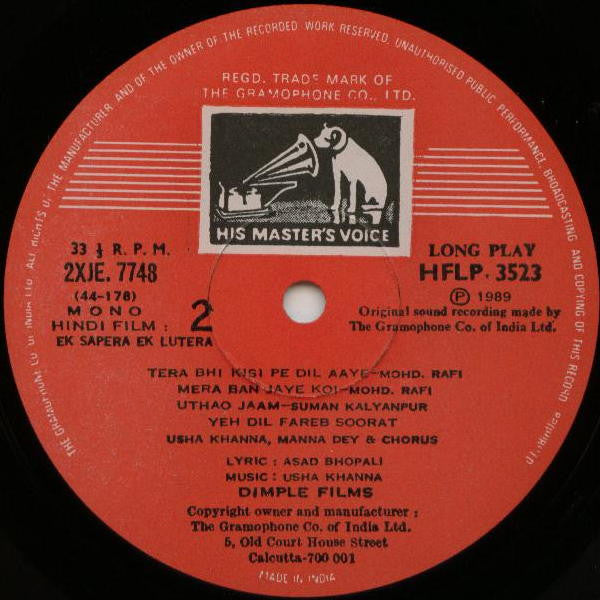 THE MANUFACTURER AND OF THE OWNER OF THE RECORDED WORK RESERVED. UNAUTHORISED PUBLIC PERFORMANCE, BROADCASTING AND COPYING OF THIS RECORD PROHIBITED
REGD. TRADE MARK OF
THE GRAMOPHONE CO., LTD.
HIS MASTER'S VOICE
33 ⅓ R. P. M.
2XJE. 7748
(44-178)
MONO
HINDI FILM : 2
EK SAPERA EK LUTERA
LONG PLAY
HFLP. 3523
Ⓟ 1989
Original sound recording made by
The Gramophone Co. of India Ltd.
TERA BHI KISI PE DIL AAYE-MOHD. RAFI
MERA BAN JAYE KOI-MOHD. RAFI
UTHAO JAAM-SUMAN KALYANPUR
YEH DIL FAREB SOORAT
USHA KHANNA, MANNA DEY & CHORUS
LYRIC : ASAD BHOPALI
MUSIC : USHA KHANNA
DIMPLE FILMS
Copyright owner and manufacturer :
The Gramophone Co. of India Ltd.
5, Old Court House Street
Calcutta-700 001
MADE IN INDIA